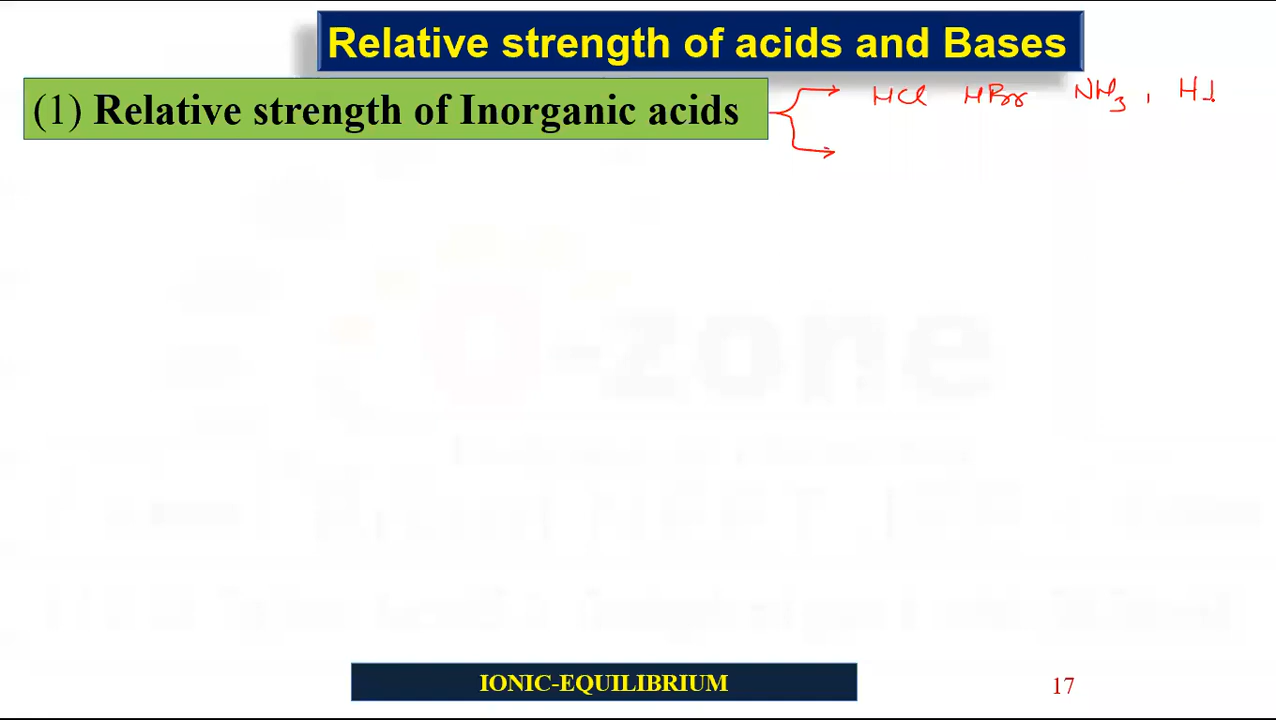 Relative strength of acids and Bases
(1) Relative strength of Inorganic acids
HCl HBr NH3, HI
O-zone
IONIC-EQUILIBRIUM
17